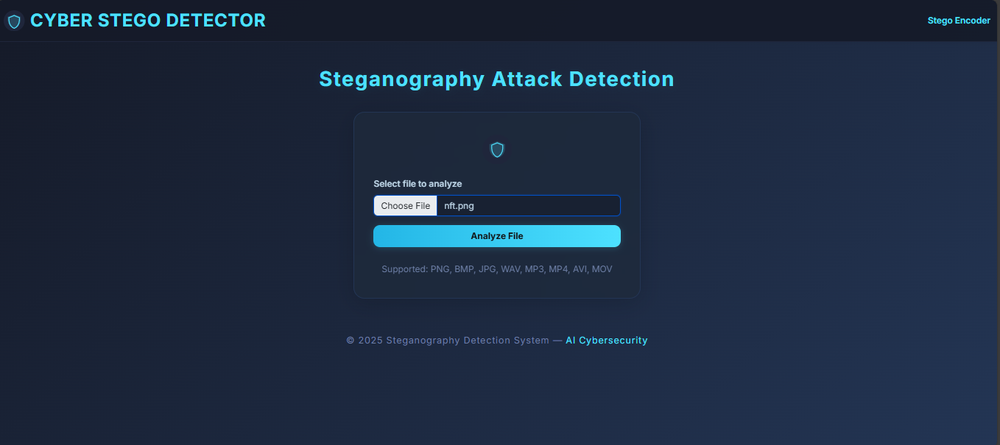 CYBER STEGO DETECTOR
Stego Encoder
Steganography Attack Detection
Select file to analyze
Choose File nft.png
Analyze File
Supported: PNG, BMP, JPG, WAV, MP3, MP4, AVI, MOV
© 2025 Steganography Detection System — AI Cybersecurity